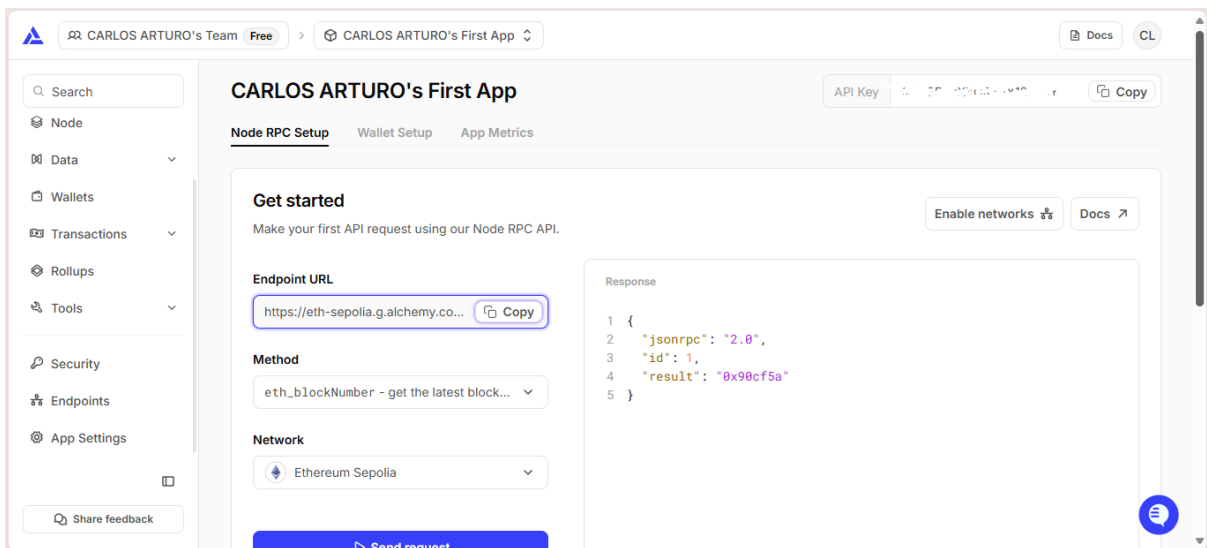 CARLOS ARTURO's Team Free > CARLOS ARTURO's First App
Docs
CL
Search
Node
Data
Wallets
Transactions
Rollups
Tools
Security
Endpoints
App Settings
Share feedback
CARLOS ARTURO's First App
API Key
Copy
Node RPC Setup
Wallet Setup
App Metrics
Get started
Make your first API request using our Node RPC API.
Enable networks
Docs
Endpoint URL
https://eth-sepolia.g.alchemy.co...
Copy
Method
eth_blockNumber - get the latest block...
Network
Ethereum Sepolia
Send request
Response
1 {
2 "jsonrpc": "2.0",
3 "id": 1,
4 "result": "0x90cf5a"
5 }